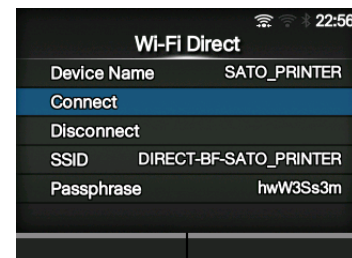 22:56
Wi-Fi Direct
Device Name SATO_PRINTER
Connect
Disconnect
SSID DIRECT-BF-SATO_PRINTER
Passphrase hwW3Ss3m